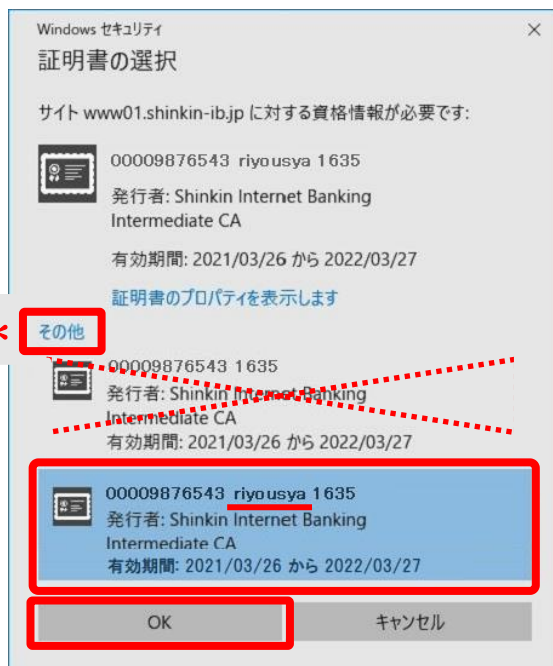 Windows セキュリティ
証明書の選択
サイト www01.shinkin-ib.jp に対する資格情報が必要です:
00009876543 riyousya 1635
発行者: Shinkin Internet Banking
Intermediate CA
有効期間: 2021/03/26 から 2022/03/27
証明書のプロパティを表示します
その他
00009876543 1635
発行者: Shinkin Internet Banking
Intermediate CA
有効期間: 2021/03/26 から 2022/03/27
00009876543 riyousya 1635
発行者: Shinkin Internet Banking
Intermediate CA
有効期間: 2021/03/26 から 2022/03/27
OK キャンセル